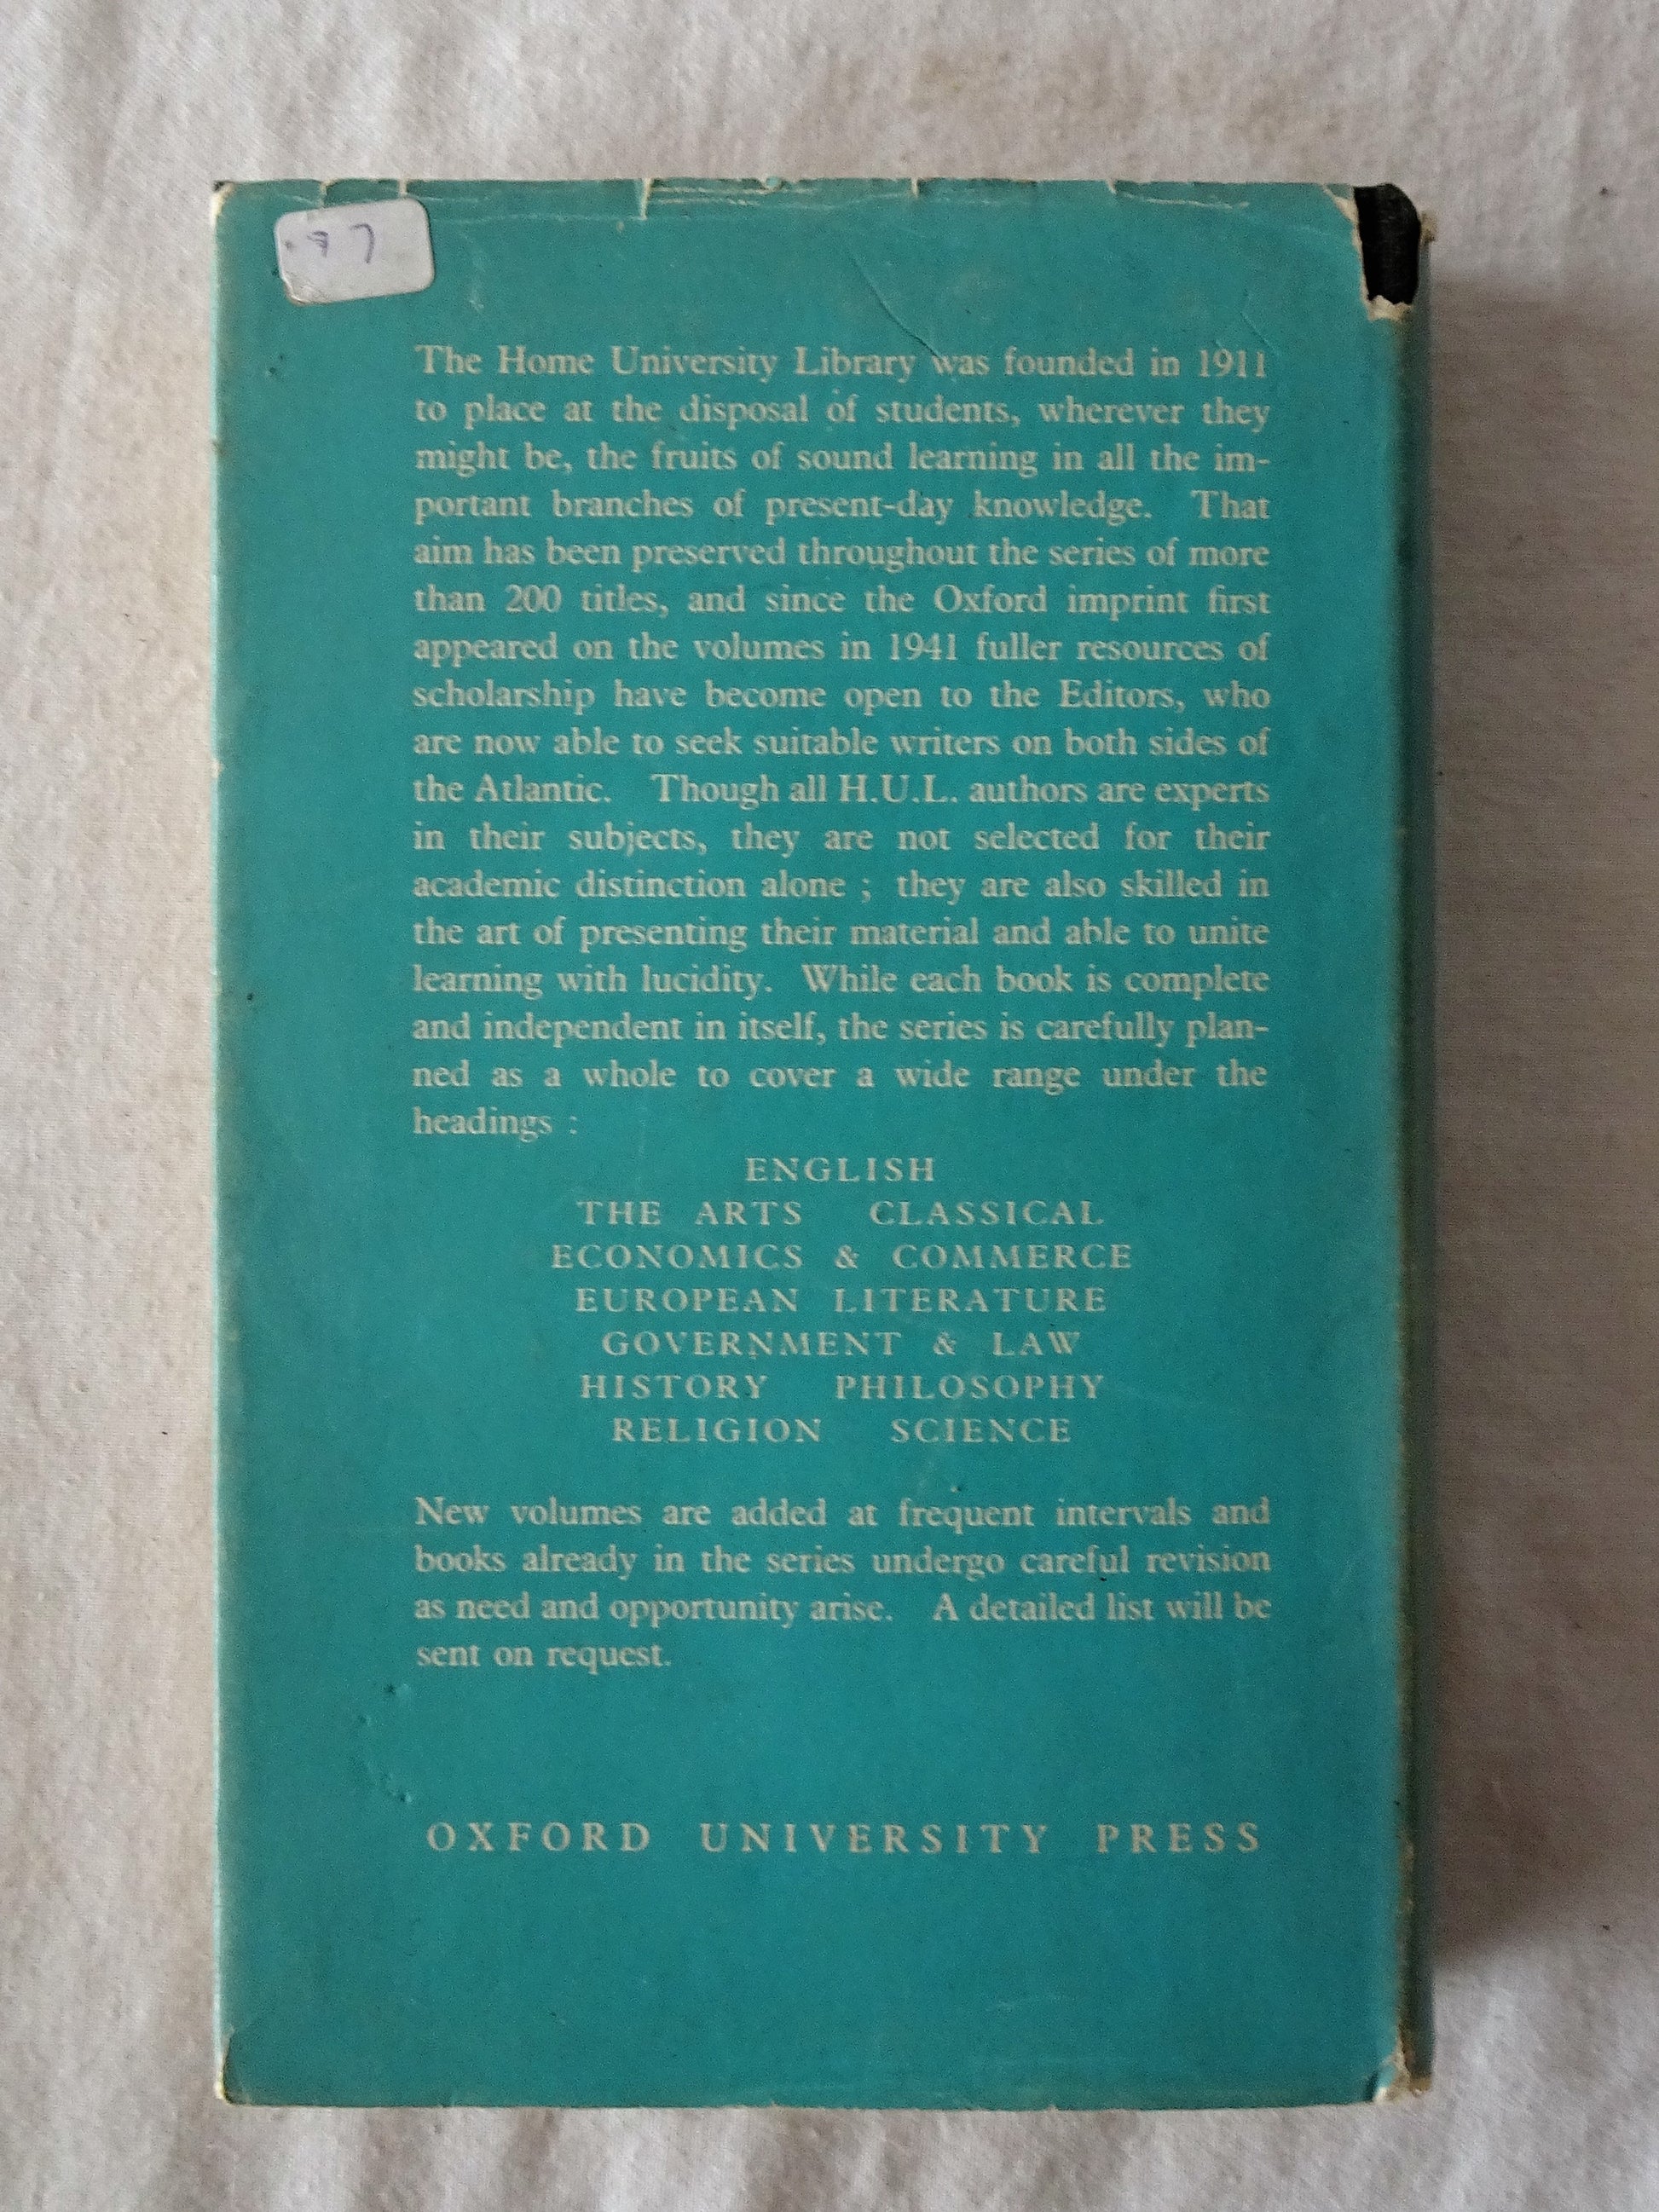 The Home University Library was founded in 1911
to place at the disposal of students, wherever they
might be, the fruits of sound learning in all the im-
portant branches of present-day knowledge. That
aim has been preserved throughout the series of more
than 200 titles, and since the Oxford imprint first
appeared on the volumes in 1941 fuller resources of
scholarship have become open to the Editors, who
are now able to seek suitable writers on both sides of
the Atlantic. Though all H.U.L. authors are experts
in their subjects, they are not selected for their
academic distinction alone ; they are also skilled in
the art of presenting their material and able to unite
learning with lucidity. While each book is complete
and independent in itself, the series is carefully plan-
ned as a whole to cover a wide range under the
headings :
ENGLISH
THE ARTS CLASSICAL
ECONOMICS & COMMERCE
EUROPEAN LITERATURE
GOVERNMENT & LAW
HISTORY PHILOSOPHY
RELIGION SCIENCE
New volumes are added at frequent intervals and
books already in the series undergo careful revision
as need and opportunity arise. A detailed list will be
sent on request.
OXFORD UNIVERSITY PRESS